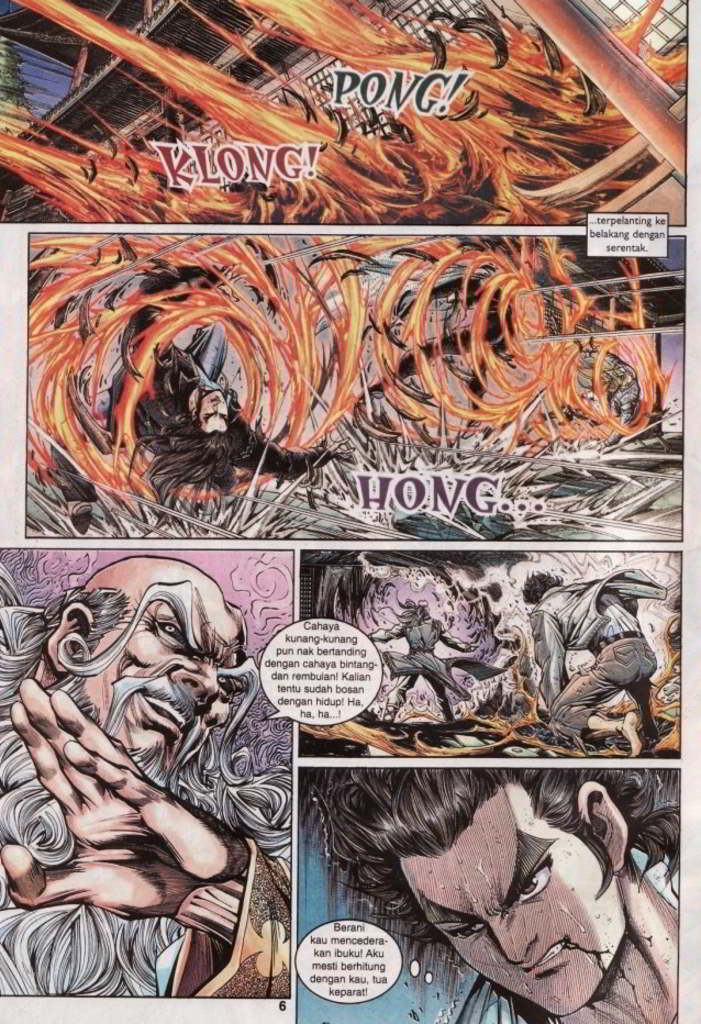 PONG!
KLONG!
...terpelanting ke
belakang dengan
serentak.
HONG...
Cahaya
kunang-kunang
pun nak bertanding
dengan cahaya bintang-
dan rembulan! Kalian
tentu sudah bosan
dengan hidup! Ha,
ha, ha...!
Berani
kau mencedera-
kan ibuku! Aku
mesti berhitung
dengan kau, tua
keparat!
6